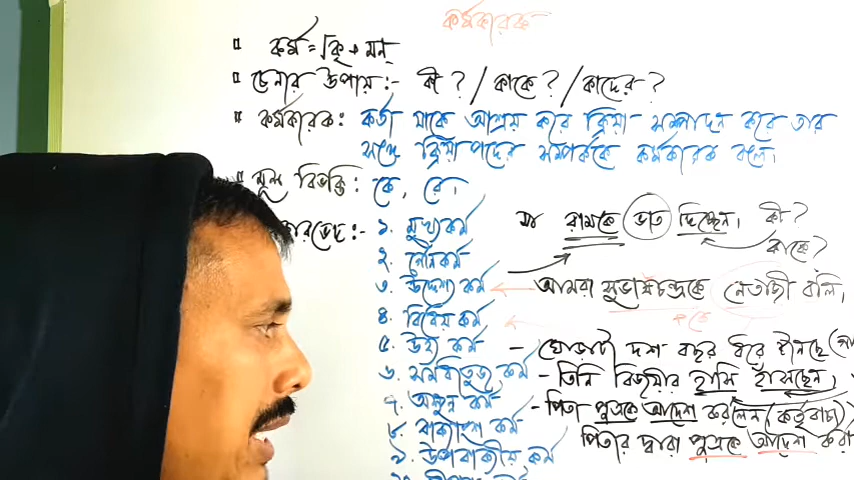 কর্মকারক
কর্ম = √কৃ + মন্
চেনার উপায় :- কী ? / কাকে ? / কাদের ?
কর্মকারক : কর্তা যাকে আশ্রয় করে ক্রিয়া সম্পাদন করে তার
সঙ্গে ক্রিয়াপদের সম্পর্ককে কর্মকারক বলে।
মূল বিভক্তি : কে, রে।
১. মুখ্যকর্ম
মা রামকে ভাত দিচ্ছেন। কী?
কাকে?
২. গৌনকর্ম
৩. উদ্দেশ্য কর্ম
আমরা সুভাষচন্দ্রকে নেতাজী বলি,
৪. বিধেয় কর্ম
৫. উহ্য কর্ম - ঘোড়াটা দশ বছর ধরে টানছে
৬. সমধাতুজ কর্ম - তিনি বিজয়ীর হাসি হাসছেন,
৭. অক্ষুন্ন কর্ম - পিতা পুত্রকে আদেশ করলেন (কর্তৃবাচ্য)
পিতার দ্বারা পুত্রকে আদেশ করা
৮. বাক্যাংশ কর্ম
৯. উপবাক্যীয় কর্ম